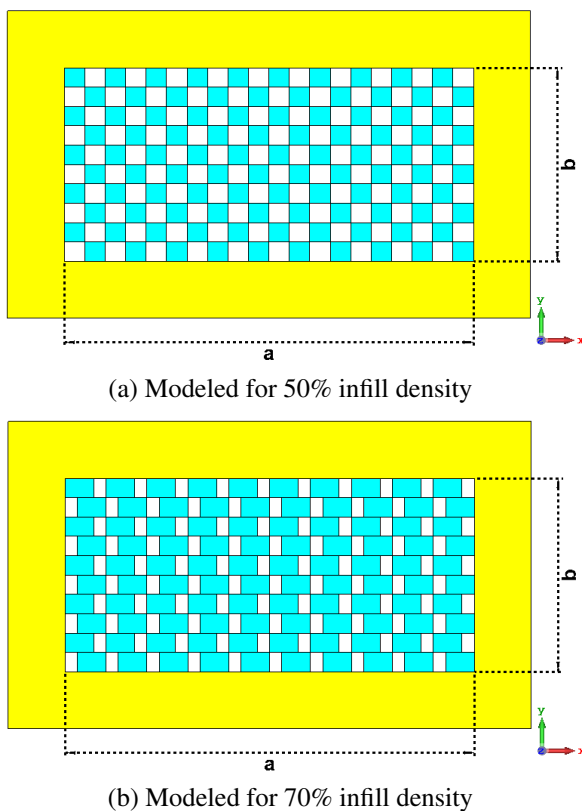 b
y
z
x
a
(a) Modeled for 50% infill density
b
y
z
x
a
(b) Modeled for 70% infill density